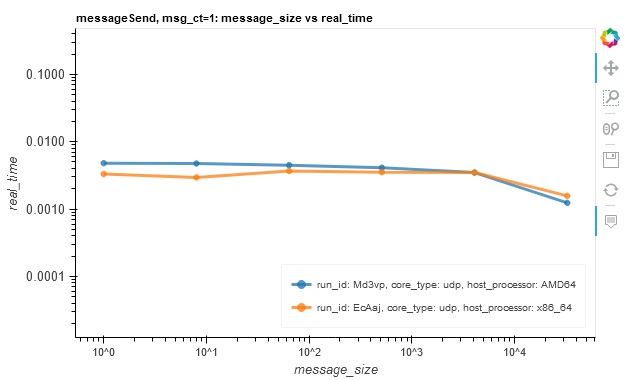 messageSend, msg_ct=1: message_size vs real_time
0.1000
0.0100
0.0010
0.0001
real_time
run_id: Md3vp, core_type: udp, host_processor: AMD64
run_id: EcAaj, core_type: udp, host_processor: x86_64
10^0
10^1
10^2
10^3
10^4
message_size